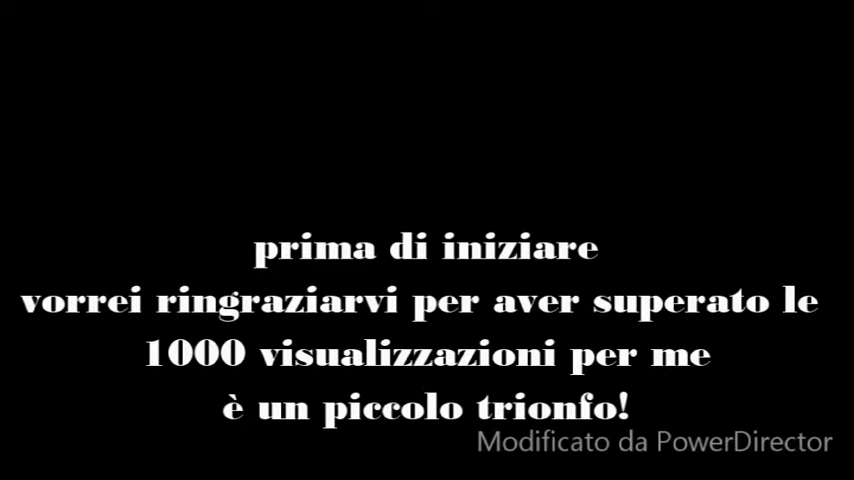 prima di iniziare
vorrei ringraziarvi per aver superato le
1000 visualizzazioni per me
è un piccolo trionfo!
Modificato da PowerDirector